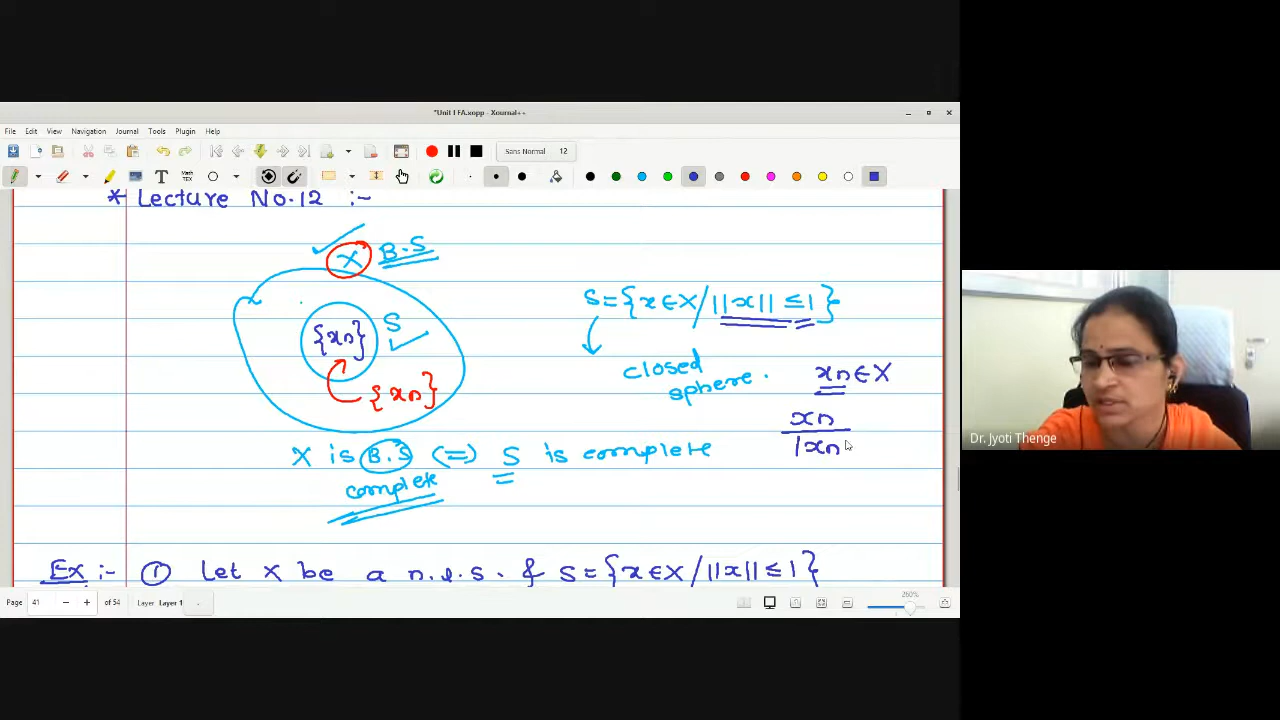 *Unit I FA.xopp - Xournal++
File Edit View Navigation Journal Tools Plugin Help
Sans Normal 12
* Lecture No.12 :-
X B.S
S={x∈X/||x||≤1}
{xn} S
closed sphere.
xn∈X
{xn}
xn
|xn
X is B.S <=> S is complete
complete
Ex:- ① Let X be a n.l.s. & S={x∈X/||x||≤1}
Page 41 of 54 Layer Layer 1 260%
Dr. Jyoti Thenge